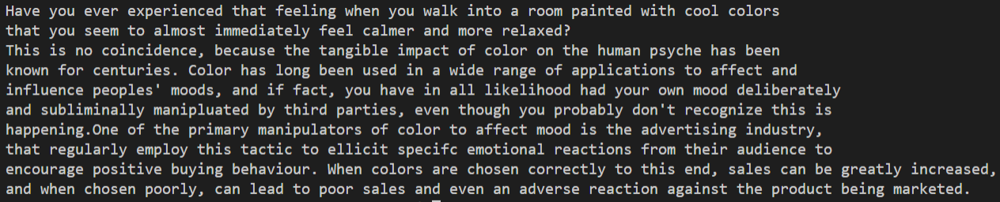 Have you ever experienced that feeling when you walk into a room painted with cool colors
that you seem to almost immediately feel calmer and more relaxed?
This is no coincidence, because the tangible impact of color on the human psyche has been
known for centuries. Color has long been used in a wide range of applications to affect and
influence peoples' moods, and if fact, you have in all likelihood had your own mood deliberately
and subliminally manipluated by third parties, even though you probably don't recognize this is
happening.One of the primary manipulators of color to affect mood is the advertising industry,
that regularly employ this tactic to ellicit specifc emotional reactions from their audience to
encourage positive buying behaviour. When colors are chosen correctly to this end, sales can be greatly increased,
and when chosen poorly, can lead to poor sales and even an adverse reaction against the product being marketed.